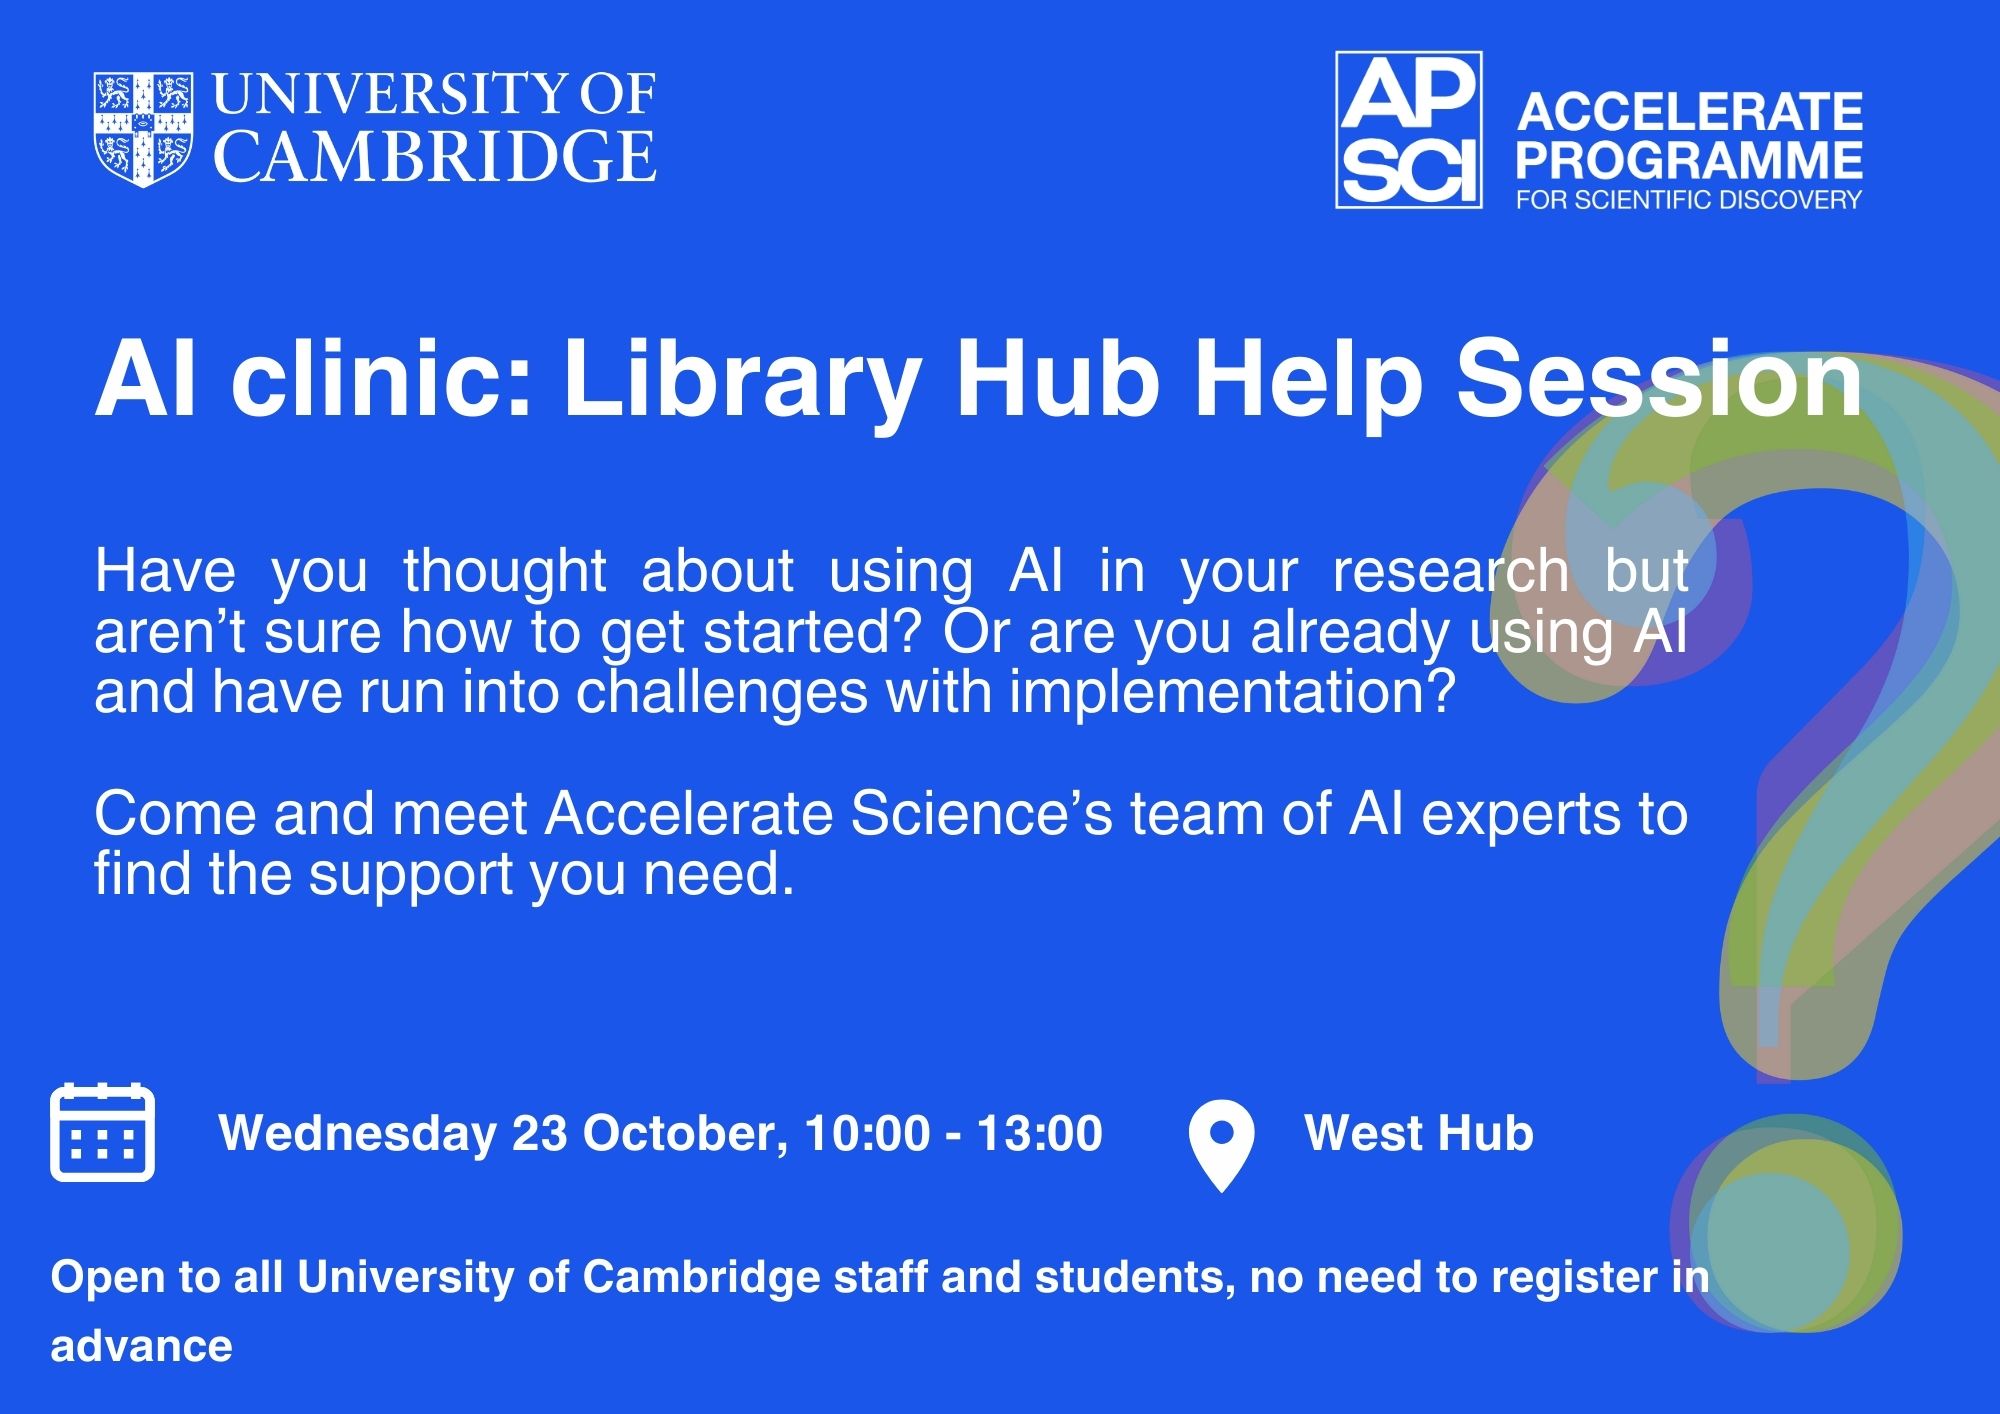 UNIVERSITY OF
CAMBRIDGE
AP
SCI
ACCELERATE
PROGRAMME
FOR SCIENTIFIC DISCOVERY
AI clinic: Library Hub Help Session
Have you thought about using AI in your research but
aren’t sure how to get started? Or are you already using AI
and have run into challenges with implementation?
Come and meet Accelerate Science’s team of AI experts to
find the support you need.
Wednesday 23 October, 10:00 - 13:00
West Hub
Open to all University of Cambridge staff and students, no need to register in
advance